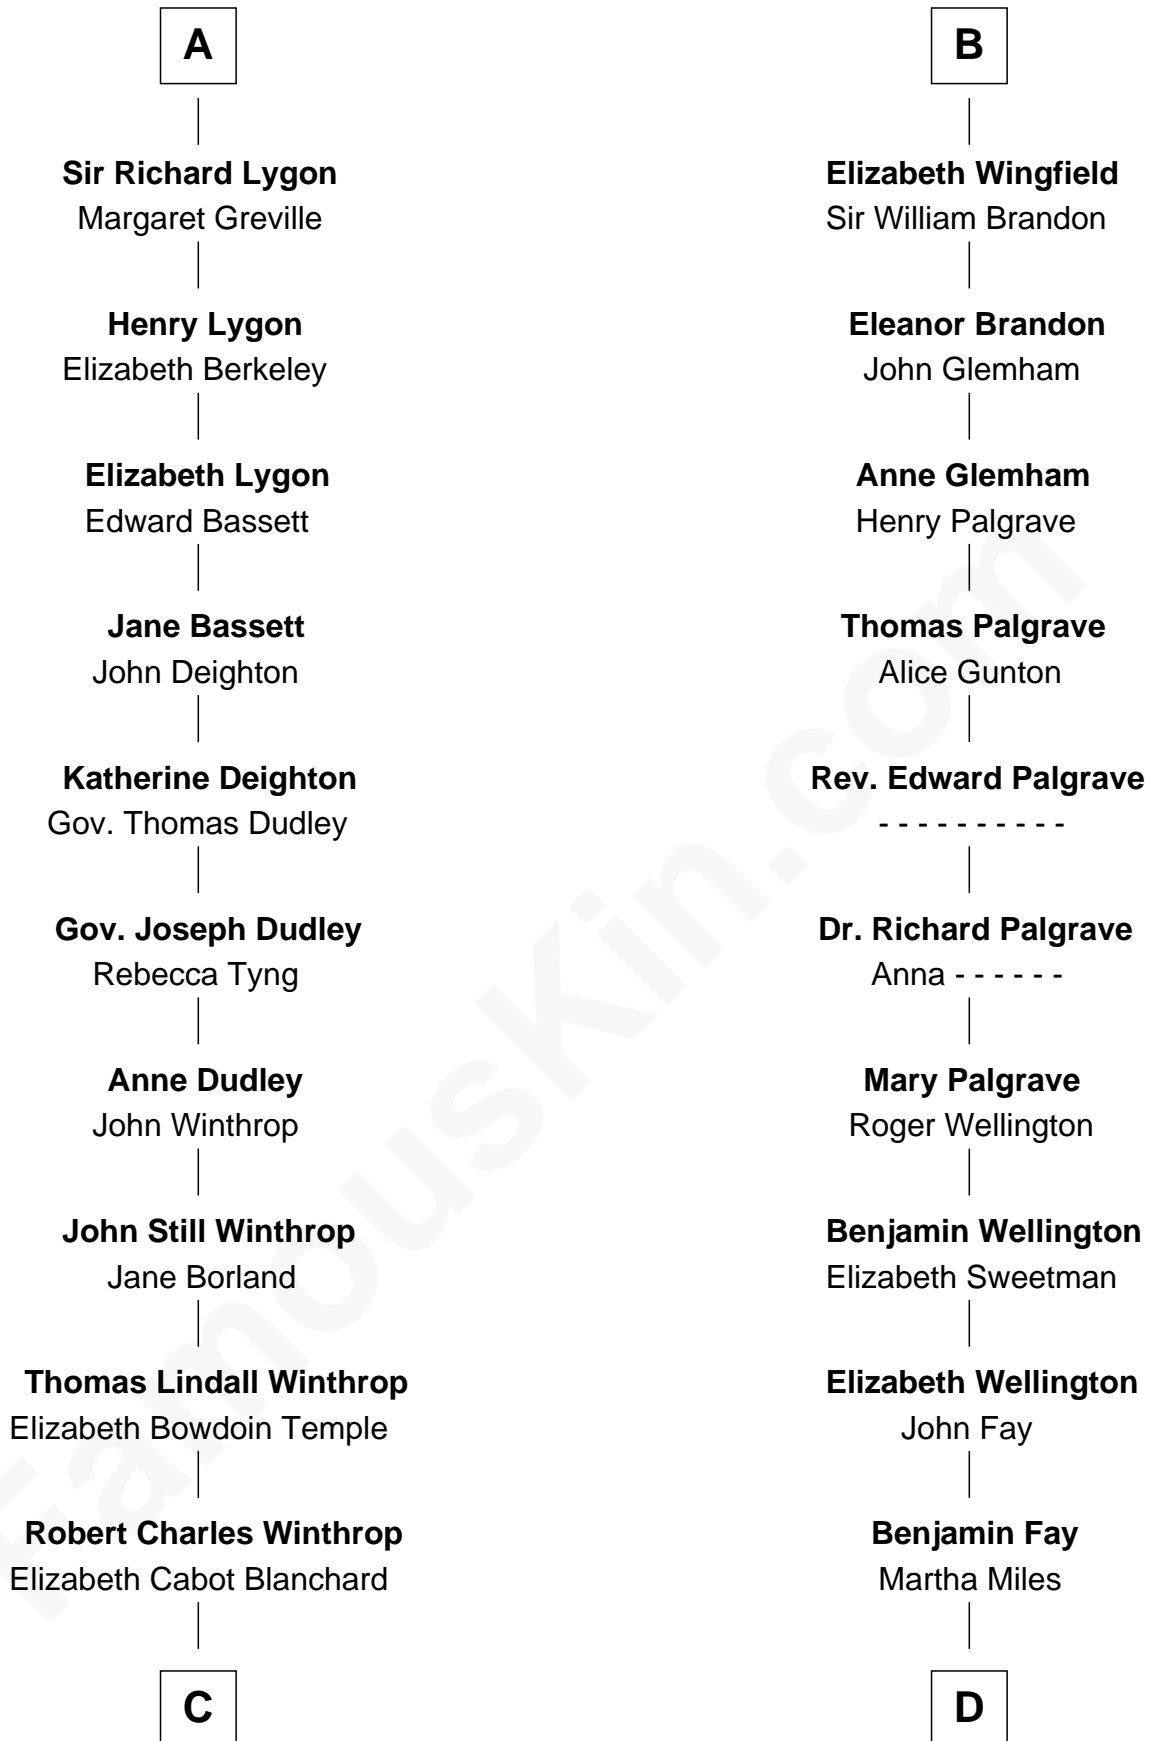 A
Sir Richard Lygon
Margaret Greville
Henry Lygon
Elizabeth Berkeley
Elizabeth Lygon
Edward Bassett
Jane Bassett
John Deighton
Katherine Deighton
Gov. Thomas Dudley
Gov. Joseph Dudley
Rebecca Tyng
Anne Dudley
John Winthrop
John Still Winthrop
Jane Borland
Thomas Lindall Winthrop
Elizabeth Bowdoin Temple
Robert Charles Winthrop
Elizabeth Cabot Blanchard
C
B
Elizabeth Wingfield
Sir William Brandon
Eleanor Brandon
John Glemham
Anne Glemham
Henry Palgrave
Thomas Palgrave
Alice Gunton
Rev. Edward Palgrave
- - - - - - - - - -
Dr. Richard Palgrave
Anna - - - - - -
Mary Palgrave
Roger Wellington
Benjamin Wellington
Elizabeth Sweetman
Elizabeth Wellington
John Fay
Benjamin Fay
Martha Miles
D
FamousKin.com